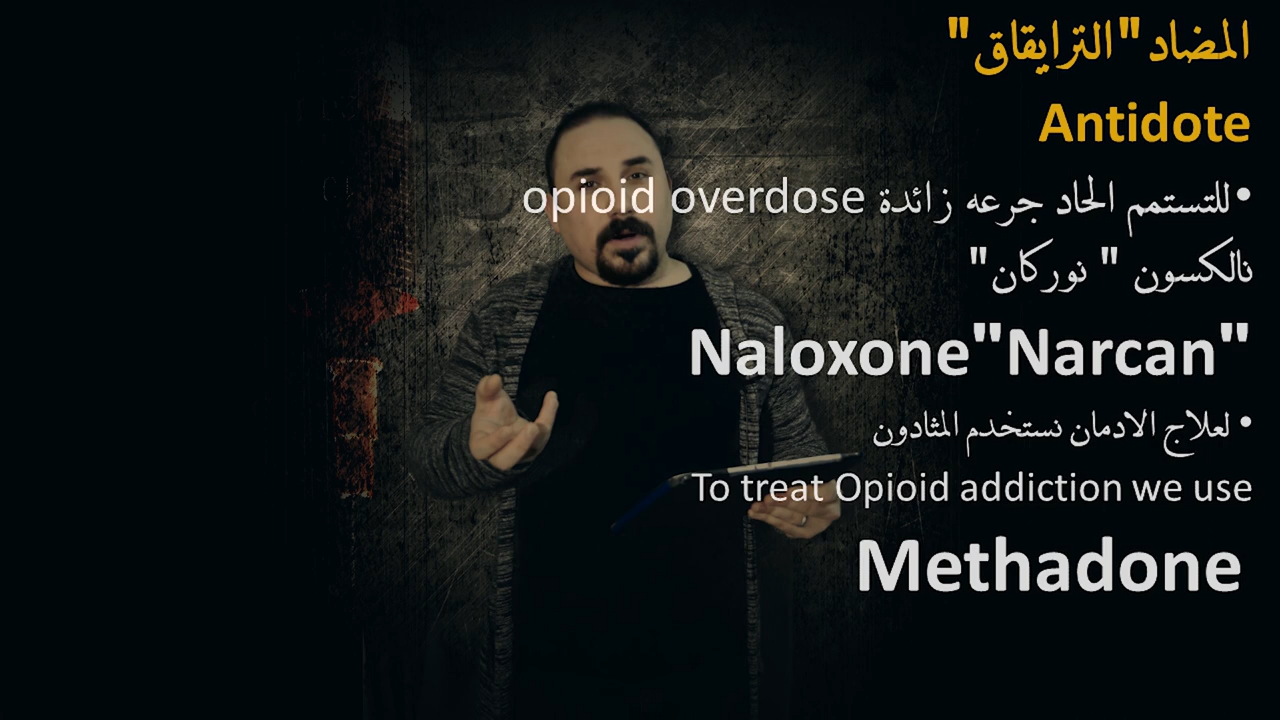 المضاد "الترايقاق"
Antidote
•للتستمم الحاد جرعه زائدة opioid overdose
نالكسون " نوركان"
Naloxone"Narcan"
• لعلاج الادمان نستخدم المثادون
To treat Opioid addiction we use
Methadone